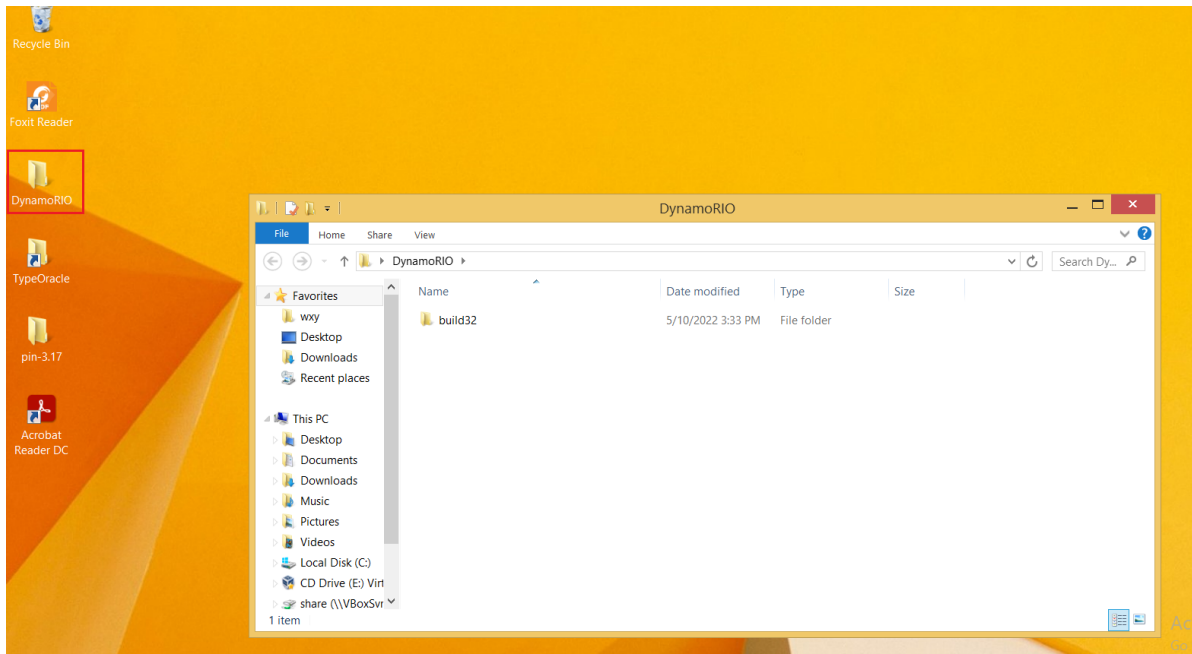 Recycle Bin
Foxit Reader
DynamoRIO
TypeOracle
pin-3.17
Acrobat
Reader DC
DynamoRIO
File Home Share View
DynamoRIO
Search Dy...
Favorites
wxy
Desktop
Downloads
Recent places
This PC
Desktop
Documents
Downloads
Music
Pictures
Videos
Local Disk (C:)
CD Drive (E:) Virt
share (\\VBoxSvr
Name Date modified Type Size
build32 5/10/2022 3:33 PM File folder
1 item
Ac
Go